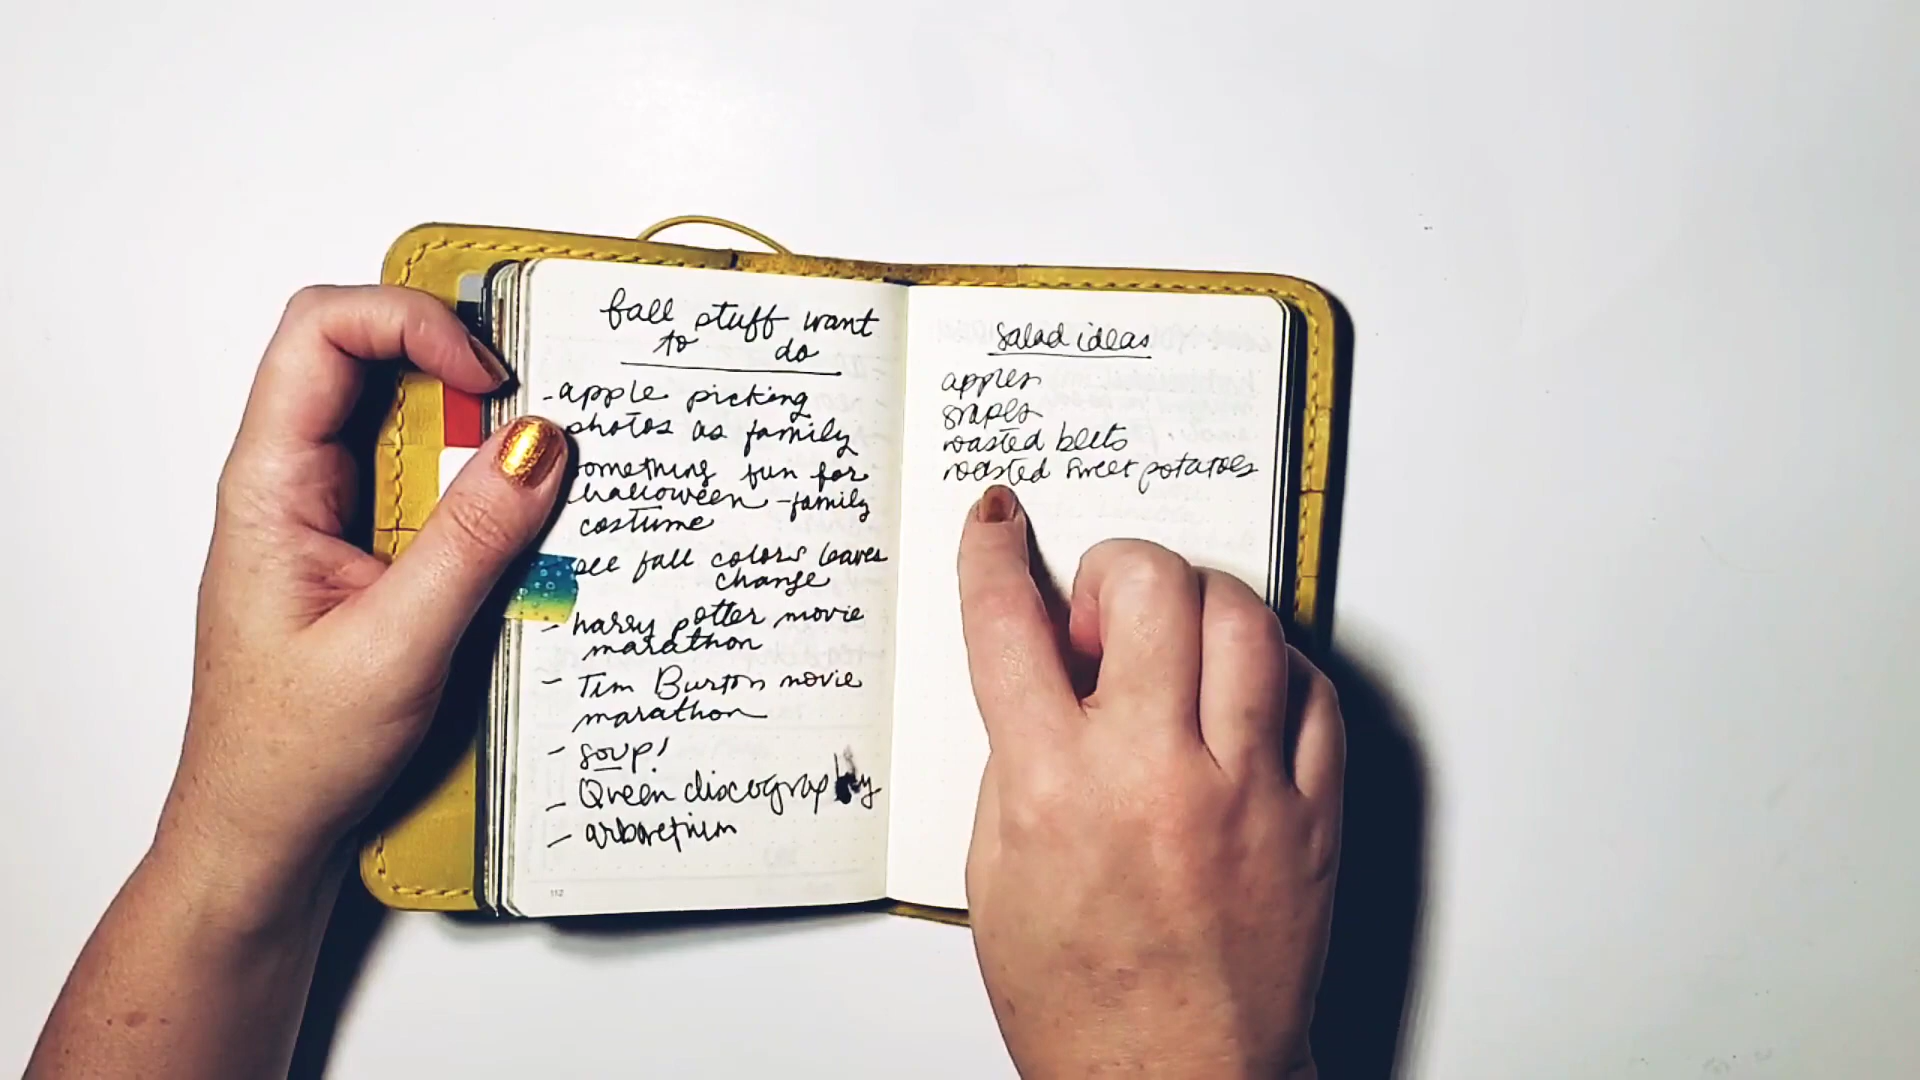 fall stuff want
to do
- apple picking
photos as family
something fun for
halloween - family
costume
see fall colors leaves
change
- harry potter movie
marathon
- Tim Burton movie
marathon
- soup!
- Queen discography
- arboretum
112
salad ideas
apples
grapes
roasted beets
roasted sweet potatoes